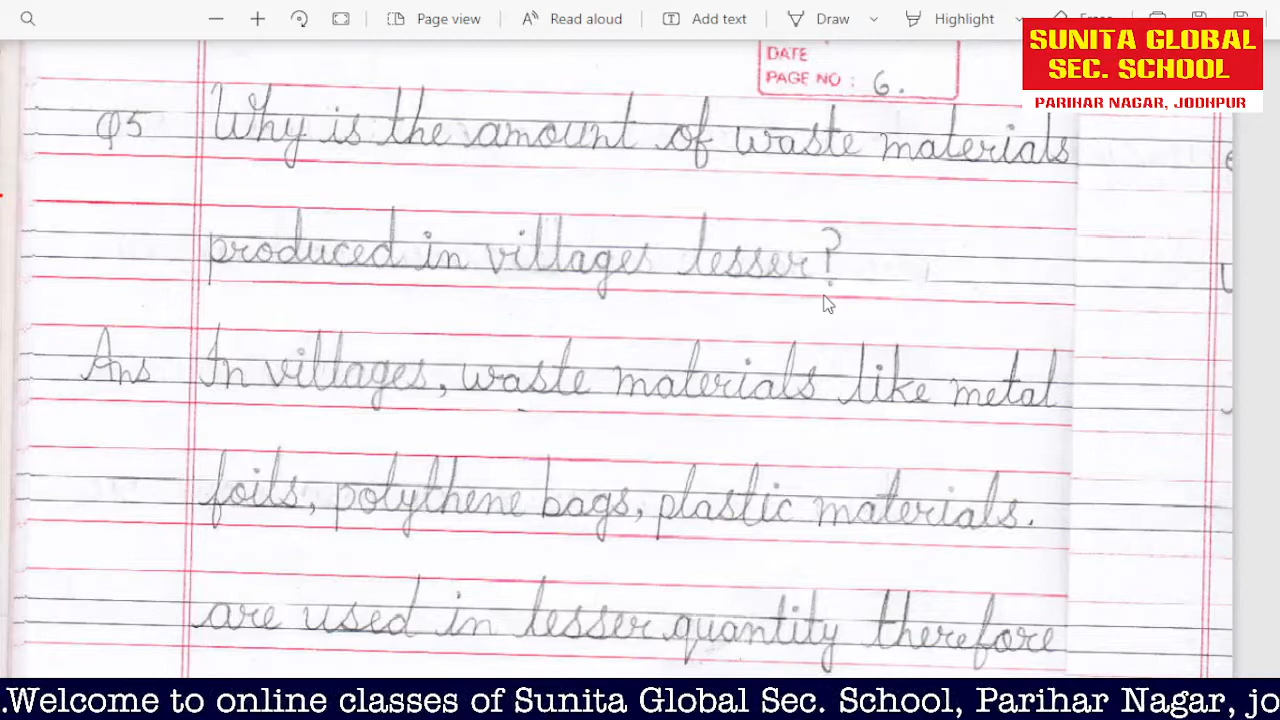 Page view Read aloud Add text Draw Highlight
SUNITA GLOBAL
SEC. SCHOOL
PARIHAR NAGAR, JODHPUR
DATE
PAGE NO : 6.
Q5 Why is the amount of waste materials
produced in villages lesser?
Ans In villages, waste materials like metal
foils, polythene bags, plastic materials.
are used in lesser quantity therefore
.Welcome to online classes of Sunita Global Sec. School, Parihar Nagar, jo